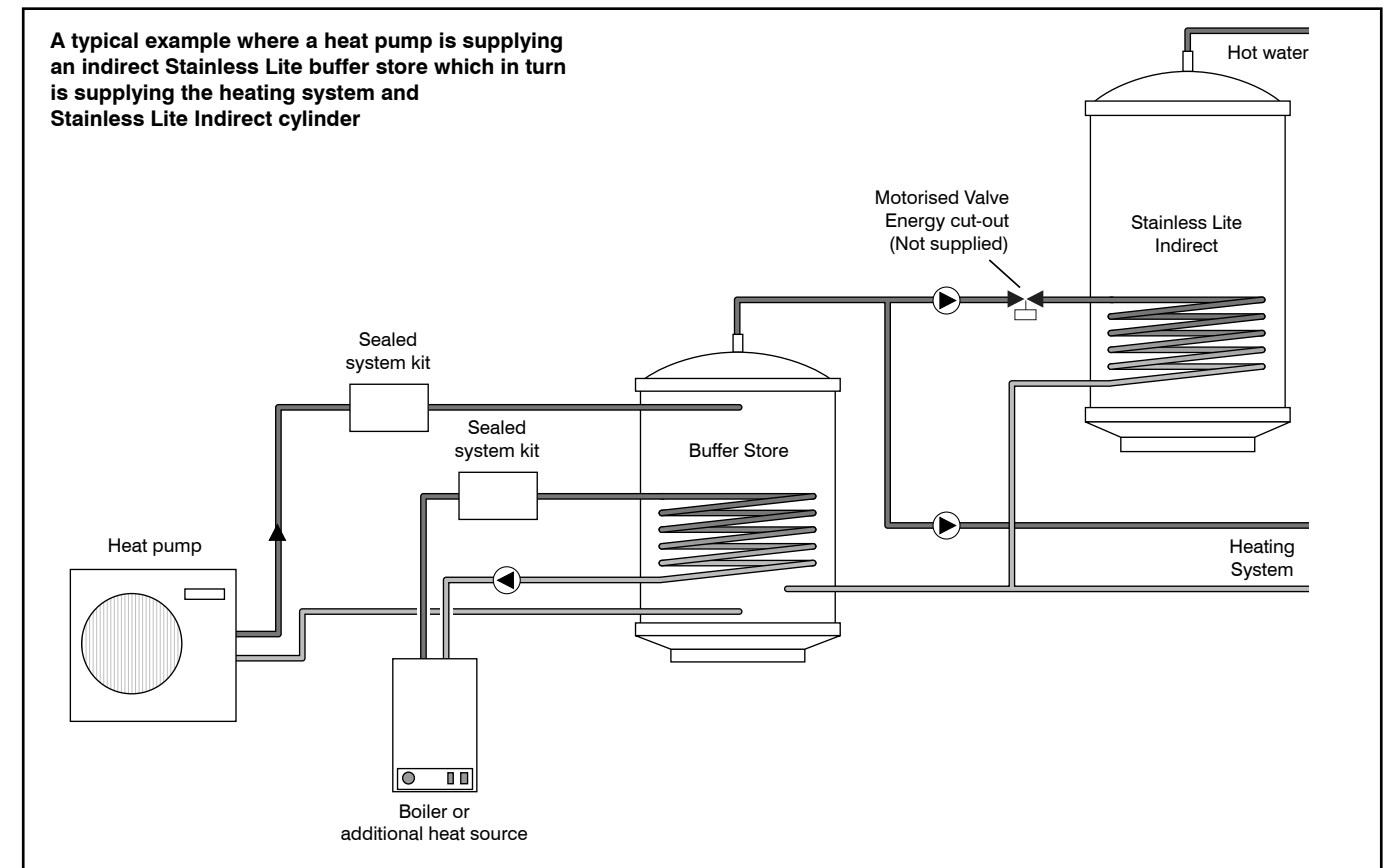 A typical example where a heat pump is supplying
an indirect Stainless Lite buffer store which in turn
is supplying the heating system and
Stainless Lite Indirect cylinder
Hot water
Motorised Valve
Energy cut-out
(Not supplied)
Stainless Lite
Indirect
Sealed
system kit
Sealed
system kit
Buffer Store
Heat pump
Heating
System
Boiler or
additional heat source